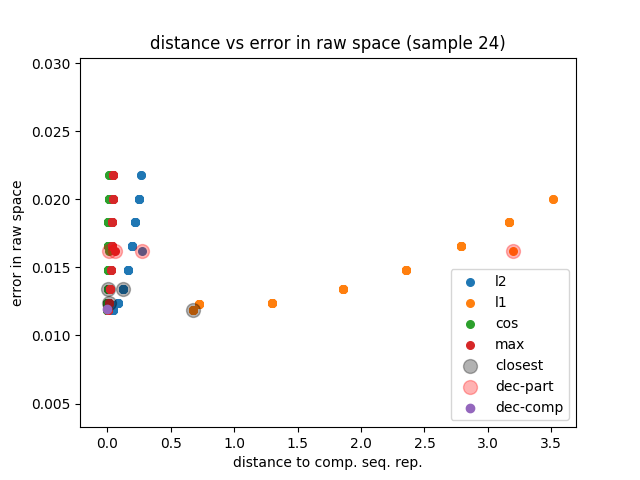 distance vs error in raw space (sample 24)
error in raw space
0.030
0.025
0.020
0.015
0.010
0.005
l2
l1
cos
max
closest
dec-part
dec-comp
0.0 0.5 1.0 1.5 2.0 2.5 3.0 3.5
distance to comp. seq. rep.